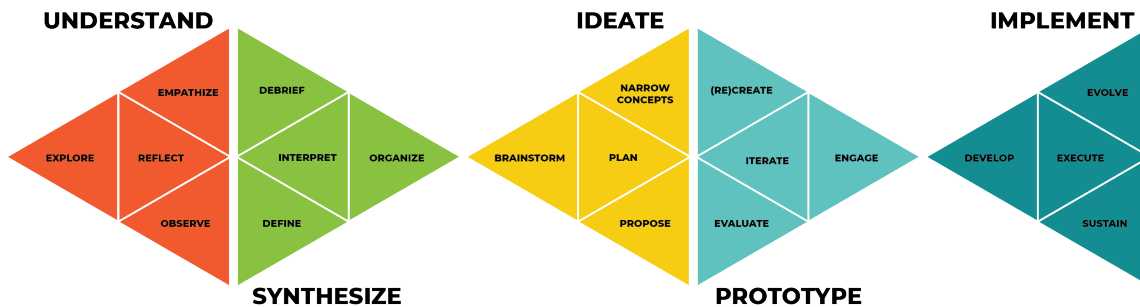 UNDERSTAND
EMPATHIZE
EXPLORE
REFLECT
OBSERVE
DEBRIEF
INTERPRET
ORGANIZE
DEFINE
SYNTHESIZE
IDEATE
NARROW
CONCEPTS
BRAINSTORM
PLAN
PROPOSE
(RE)CREATE
ITERATE
ENGAGE
EVALUATE
PROTOTYPE
IMPLEMENT
EVOLVE
DEVELOP
EXECUTE
SUSTAIN